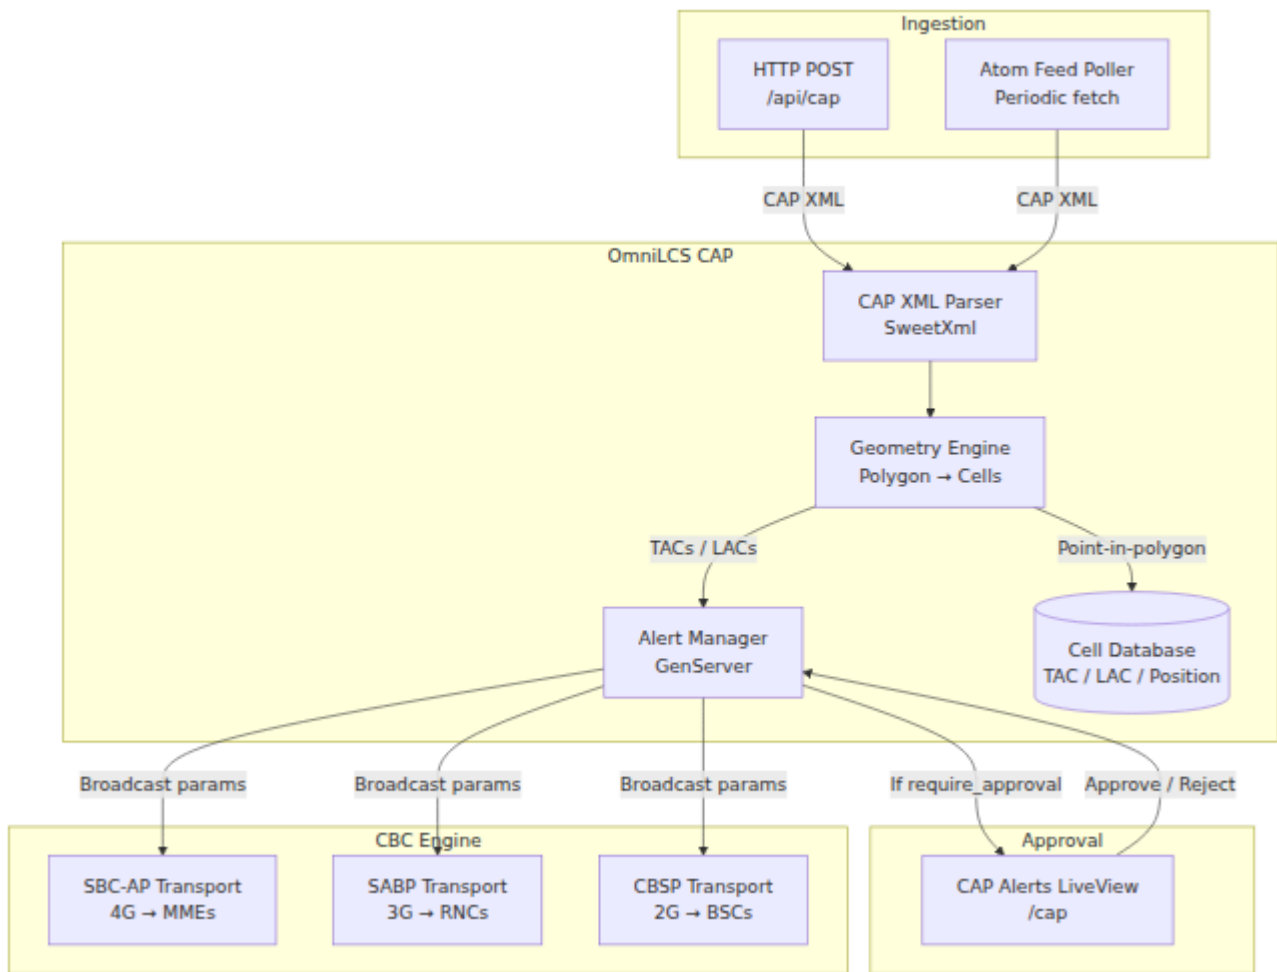 Ingestion
HTTP POST
/api/cap
Atom Feed Poller
Periodic fetch
CAP XML
CAP XML
OmniLCS CAP
CAP XML Parser
SweetXml
Geometry Engine
Polygon → Cells
TACs / LACs
Point-in-polygon
Alert Manager
GenServer
Cell Database
TAC / LAC / Position
Broadcast params
Broadcast params
Broadcast params
If require_approval
Approve / Reject
CBC Engine
SBC-AP Transport
4G → MMEs
SABP Transport
3G → RNCs
CBSP Transport
2G → BSCs
Approval
CAP Alerts LiveView
/cap